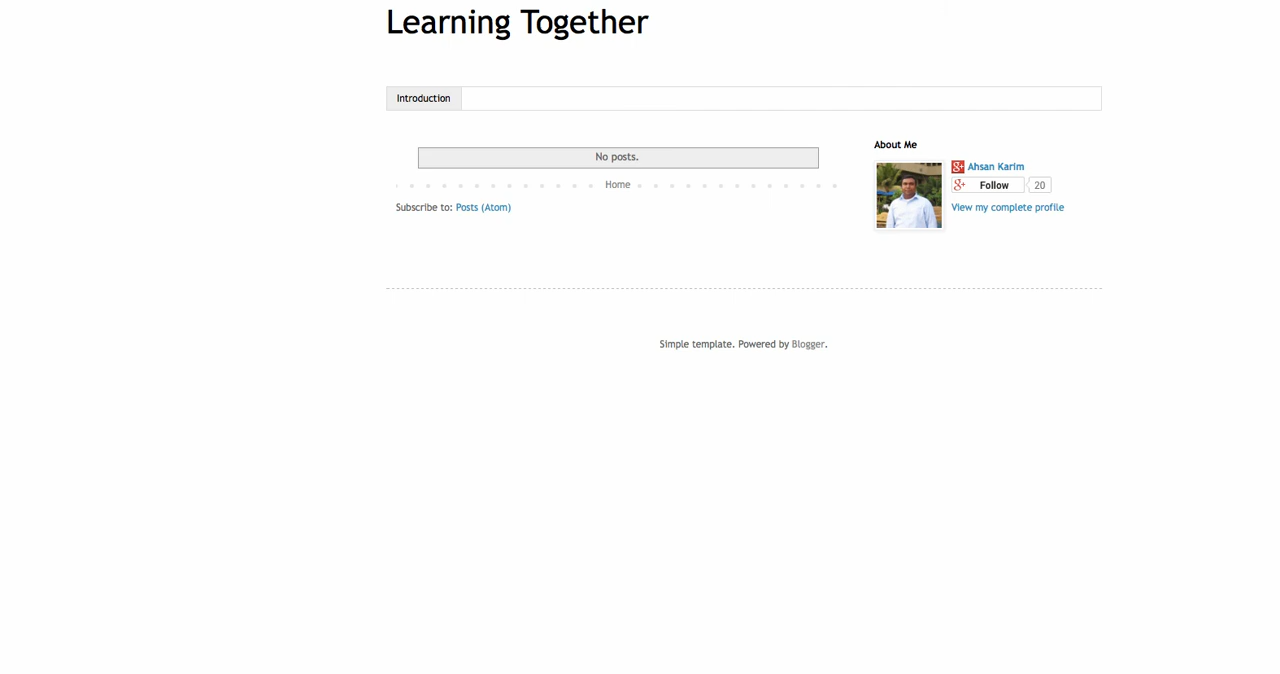 Learning Together
Introduction
No posts.
Home
Subscribe to: Posts (Atom)
About Me
Ahsan Karim
Follow 20
View my complete profile
Simple template. Powered by Blogger.